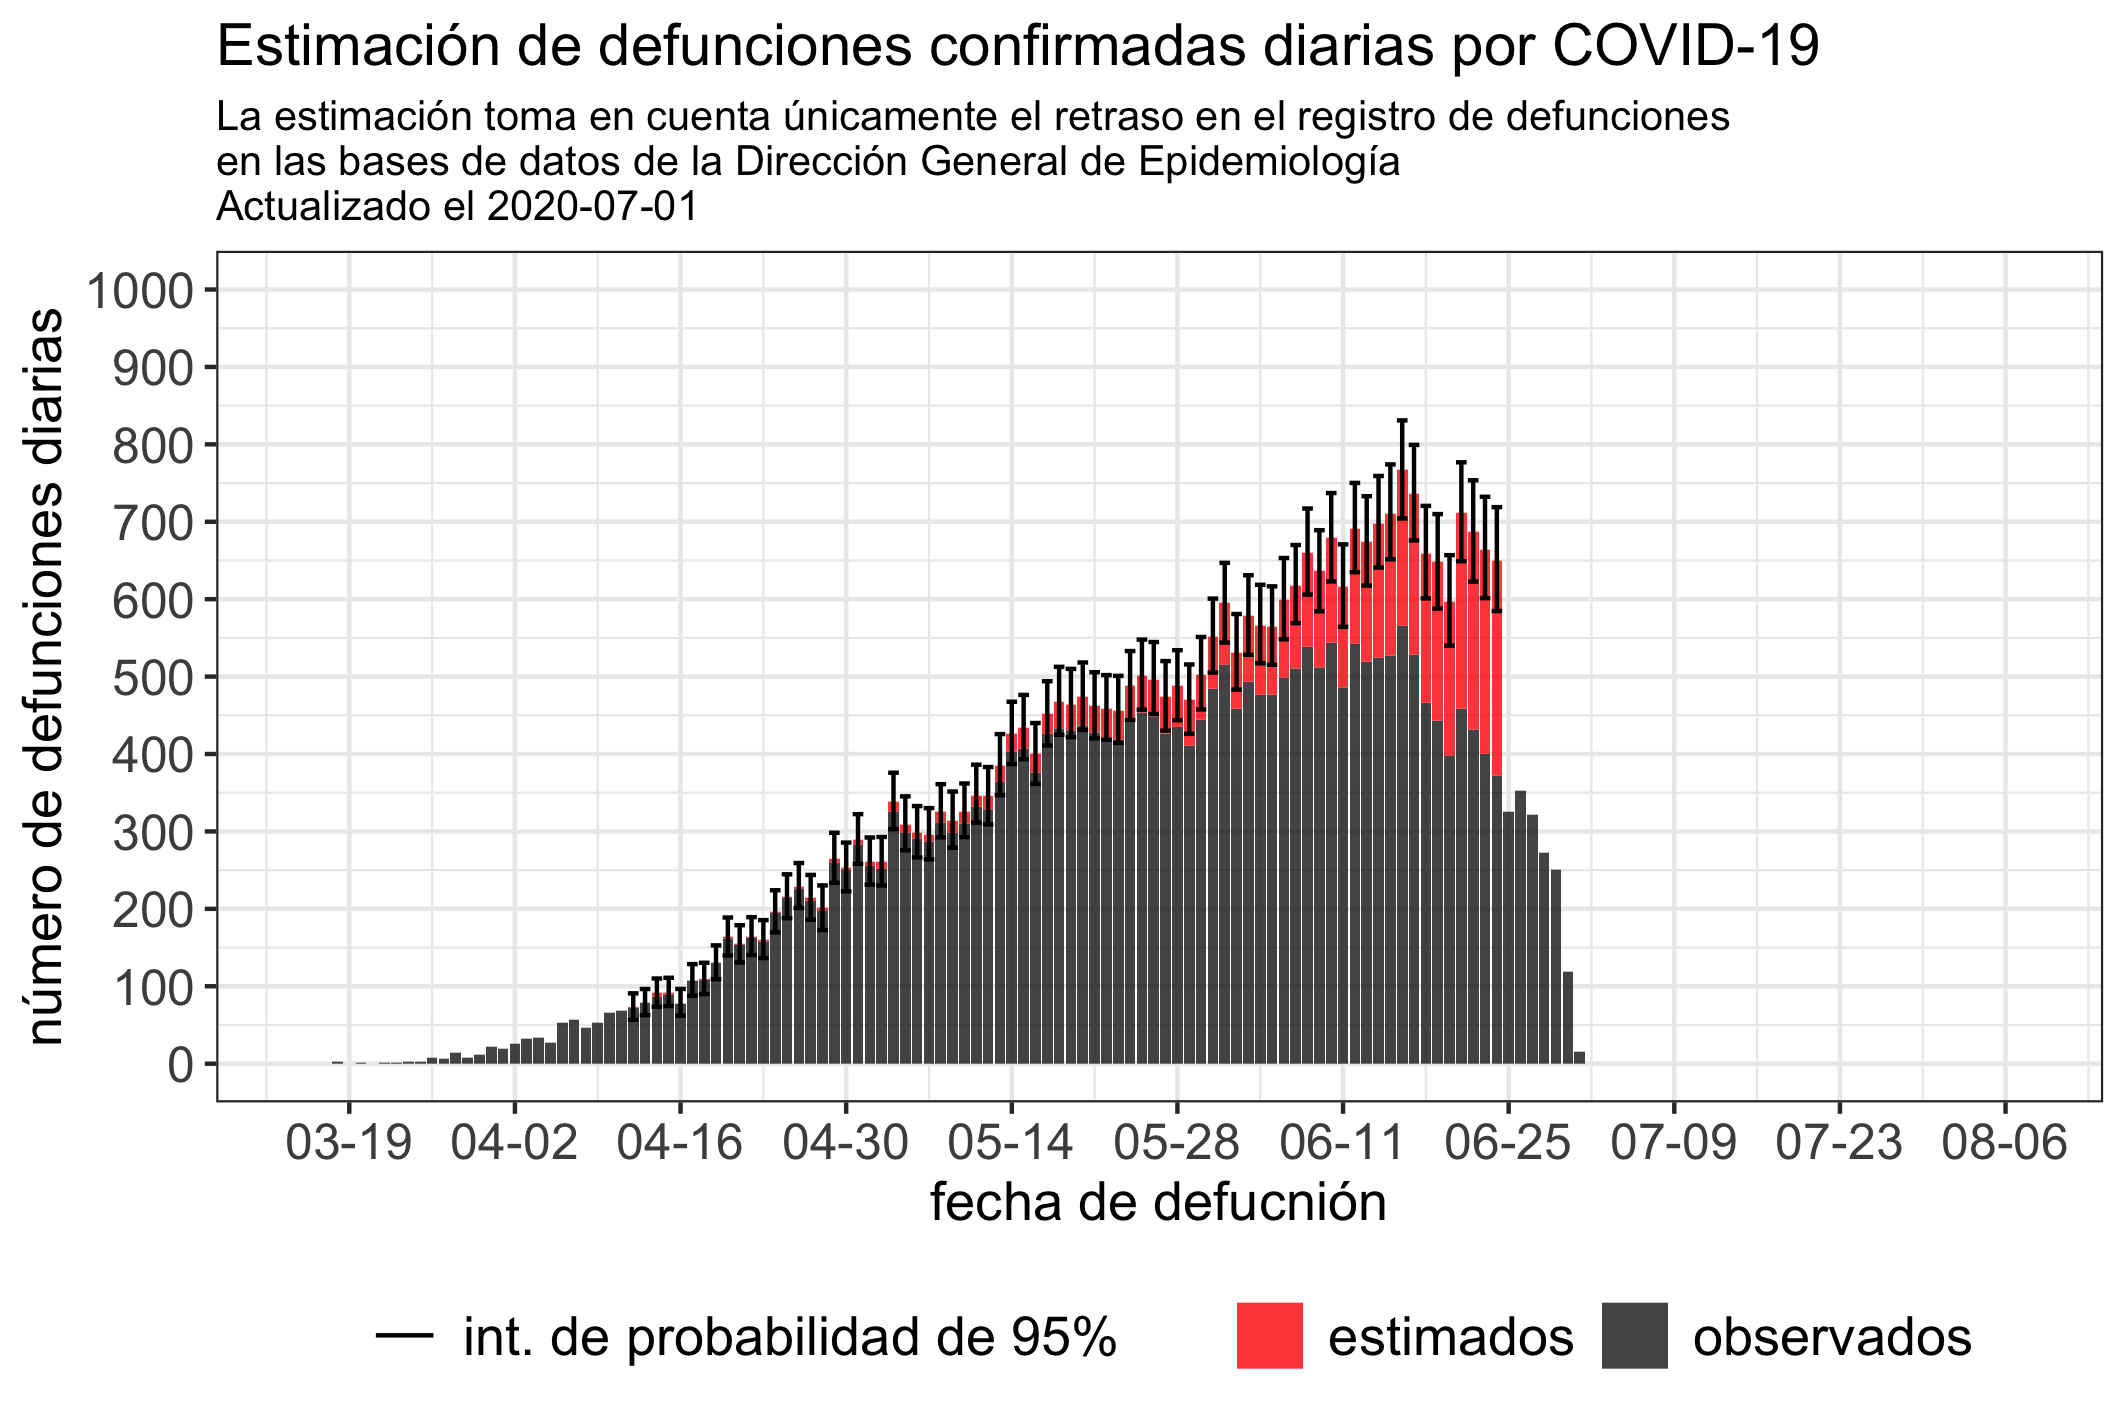 Estimación de defunciones confirmadas diarias por COVID-19
La estimación toma en cuenta únicamente el retraso en el registro de defunciones
en las bases de datos de la Dirección General de Epidemiología
Actualizado el 2020-07-01
número de defunciones diarias
1000
900
800
700
600
500
400
300
200
100
0
03-19 04-02 04-16 04-30 05-14 05-28 06-11 06-25 07-09 07-23 08-06
fecha de defucnión
int. de probabilidad de 95% estimados observados